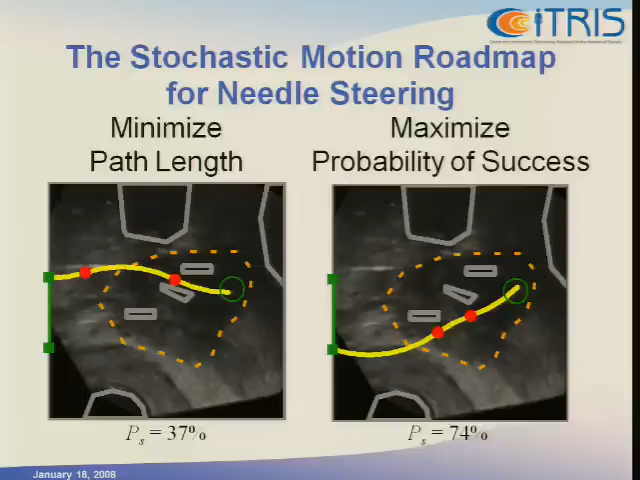 CiTRIS
The Stochastic Motion Roadmap
for Needle Steering
Minimize
Path Length
Maximize
Probability of Success
Ps = 37%
Ps = 74%
January 18, 2008